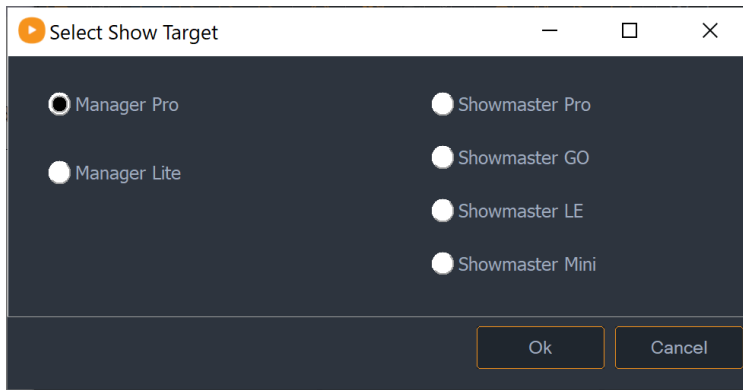 Select Show Target
Manager Pro
Manager Lite
Showmaster Pro
Showmaster GO
Showmaster LE
Showmaster Mini
Ok
Cancel